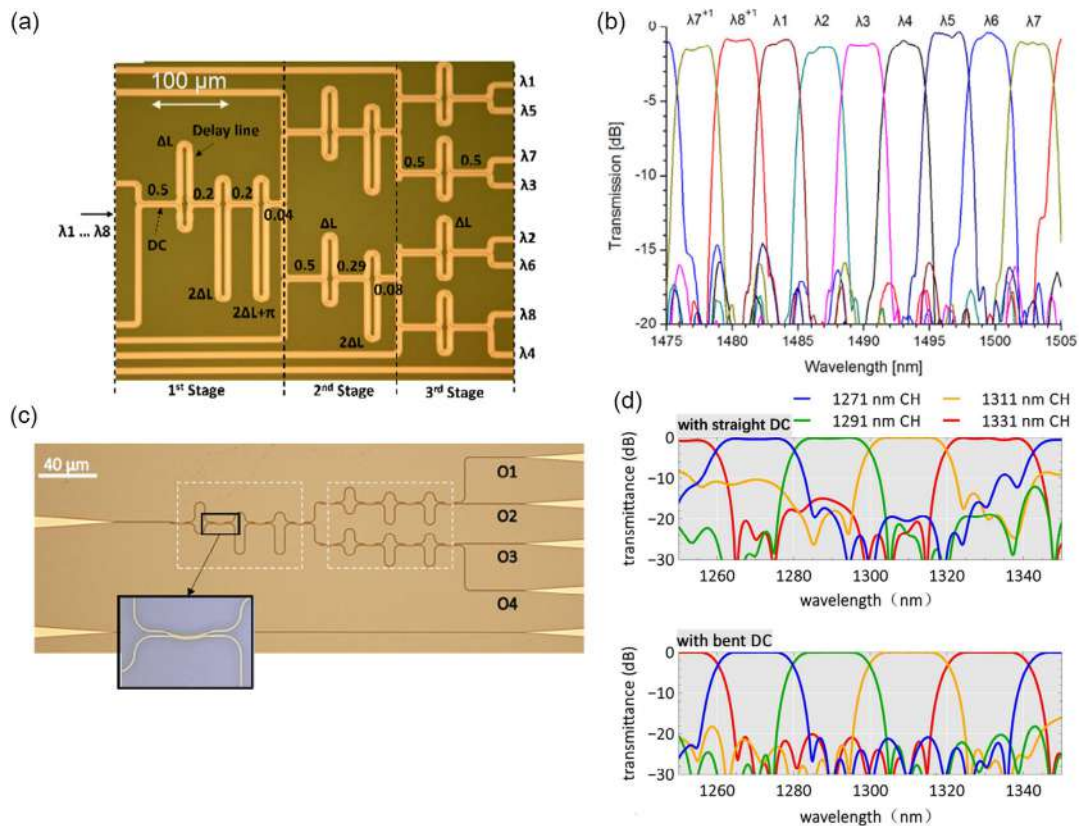 (a)
100 µm
Delay line
ΔL
0.5
0.2
0.2
0.04
DC
λ1 ... λ8
2ΔL
2ΔL+π
ΔL
0.5
0.29
0.08
2ΔL
0.5
0.5
ΔL
λ1
λ5
λ7
λ3
λ2
λ6
λ8
λ4
1st Stage
2nd Stage
3rd Stage
(b)
λ7+1 λ8+1 λ1 λ2 λ3 λ4 λ5 λ6 λ7
Transmission [dB]
0
-5
-10
-15
-20
1475 1480 1485 1490 1495 1500 1505
Wavelength [nm]
(c)
40 µm
O1
O2
O3
O4
(d)
1271 nm CH 1311 nm CH
1291 nm CH 1331 nm CH
with straight DC
transmittance (dB)
0
−10
−20
−30
1260 1280 1300 1320 1340
wavelength（nm）
with bent DC
transmittance (dB)
0
−10
−20
−30
1260 1280 1300 1320 1340
wavelength（nm）